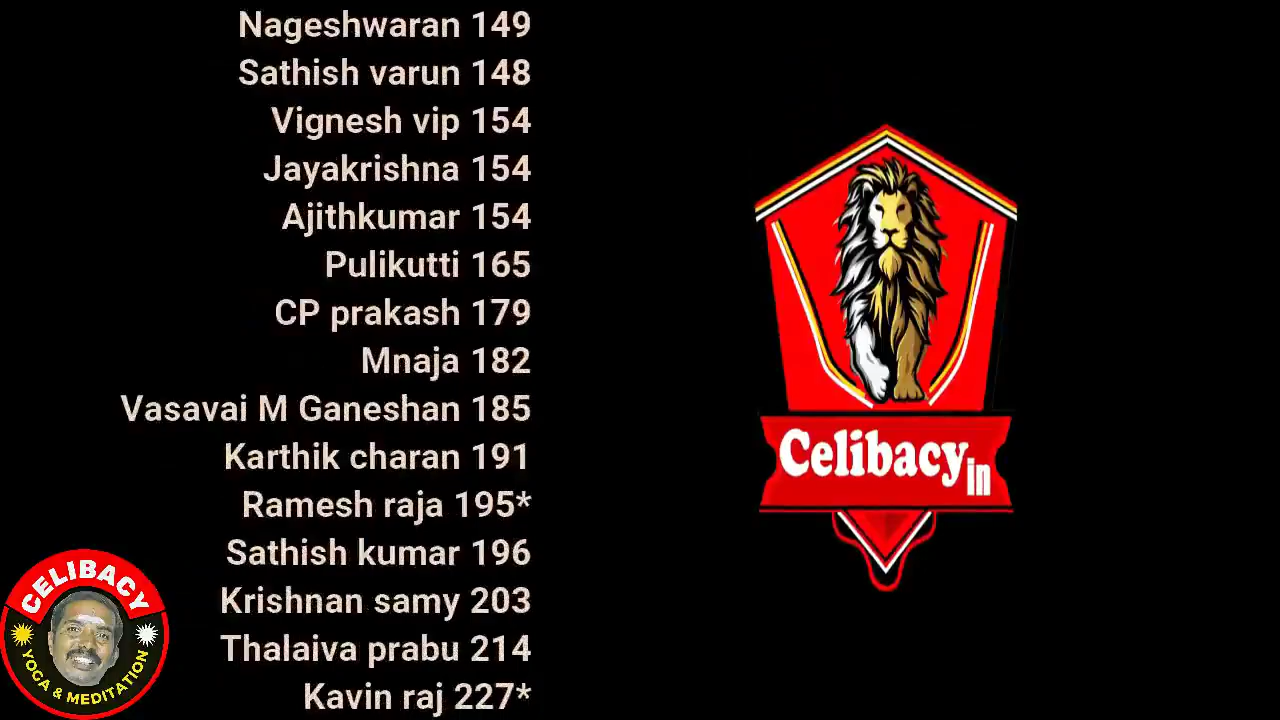 Nageshwaran 149
Sathish varun 148
Vignesh vip 154
Jayakrishna 154
Ajithkumar 154
Pulikutti 165
CP prakash 179
Mnaja 182
Vasavai M Ganeshan 185
Karthik charan 191
Ramesh raja 195*
Sathish kumar 196
Krishnan samy 203
Thalaiva prabu 214
Kavin raj 227*
Celibacy in
CELIBACY
YOGA & MEDITATION